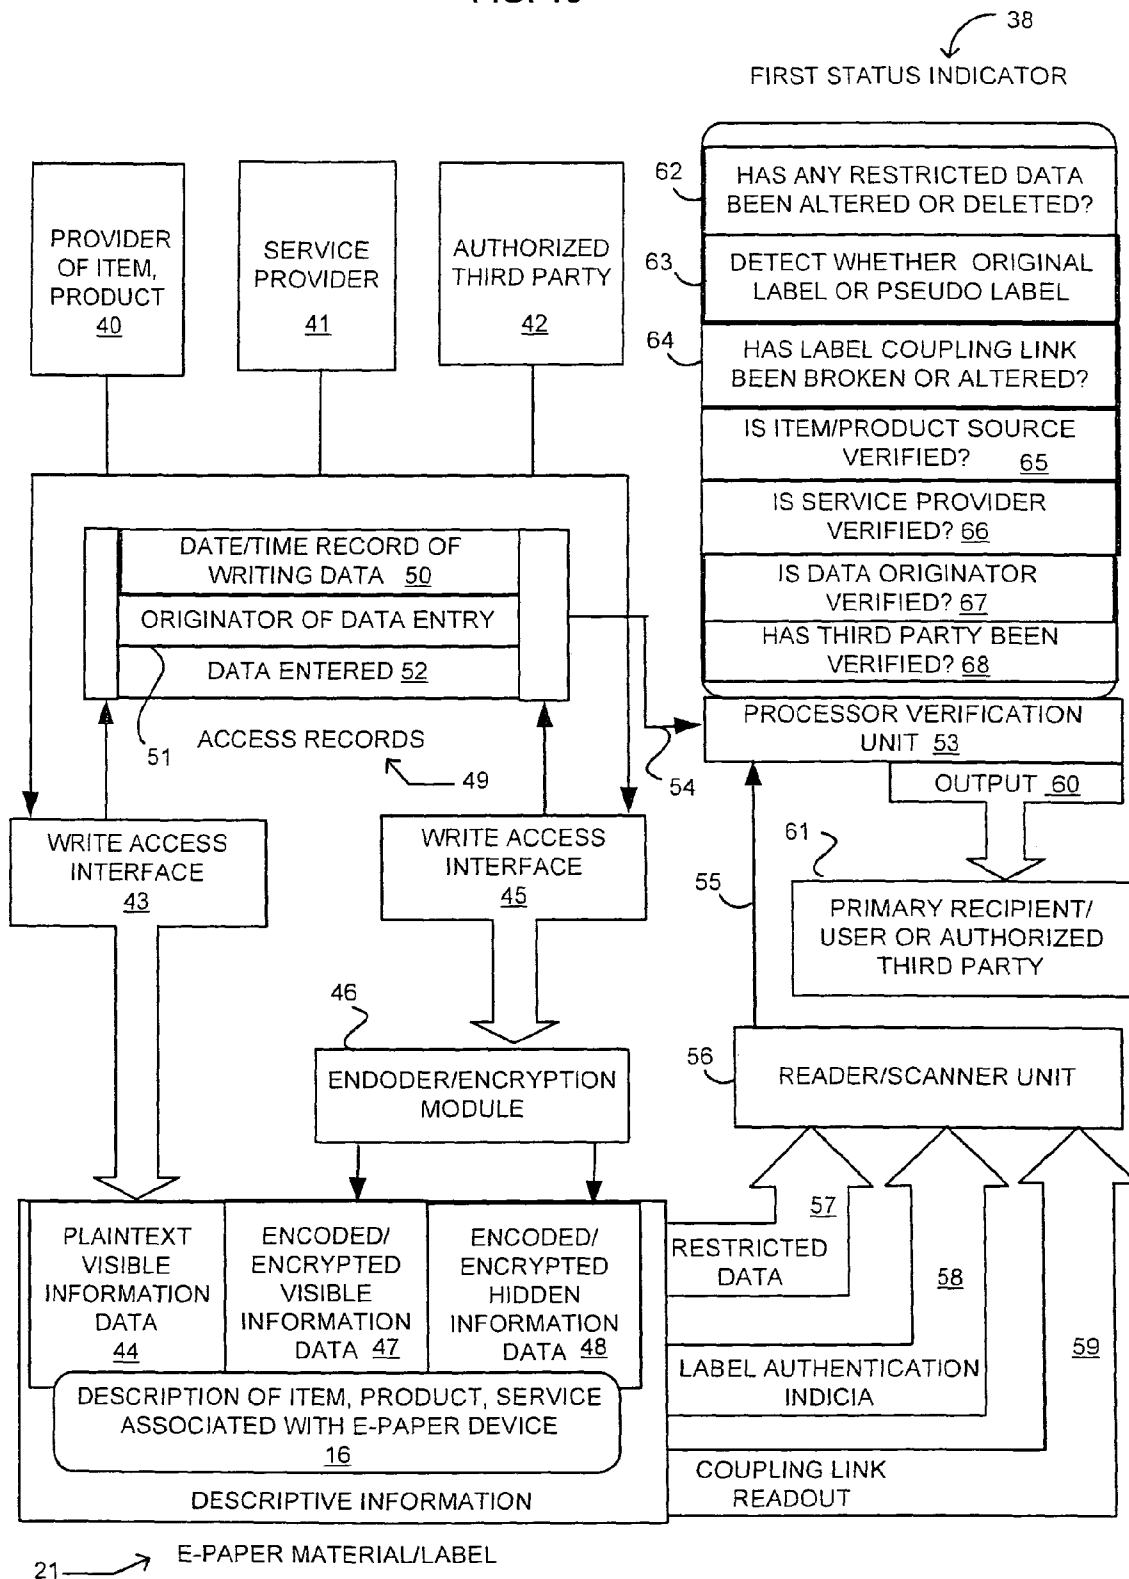 38
FIRST STATUS INDICATOR
PROVIDER
OF ITEM,
PRODUCT
40
SERVICE
PROVIDER
41
AUTHORIZED
THIRD PARTY
42
62
HAS ANY RESTRICTED DATA
BEEN ALTERED OR DELETED?
63
DETECT WHETHER ORIGINAL
LABEL OR PSEUDO LABEL
64
HAS LABEL COUPLING LINK
BEEN BROKEN OR ALTERED?
IS ITEM/PRODUCT SOURCE
VERIFIED? 65
IS SERVICE PROVIDER
VERIFIED? 66
IS DATA ORIGINATOR
VERIFIED? 67
HAS THIRD PARTY BEEN
VERIFIED? 68
DATE/TIME RECORD OF
WRITING DATA 50
ORIGINATOR OF DATA ENTRY
DATA ENTERED 52
51
ACCESS RECORDS
49
54
PROCESSOR VERIFICATION
UNIT 53
OUTPUT 60
WRITE ACCESS
INTERFACE
43
WRITE ACCESS
INTERFACE
45
61
PRIMARY RECIPIENT/
USER OR AUTHORIZED
THIRD PARTY
55
46
ENDODER/ENCRYPTION
MODULE
56
READER/SCANNER UNIT
PLAINTEXT
VISIBLE
INFORMATION
DATA
44
ENCODED/
ENCRYPTED
VISIBLE
INFORMATION
DATA 47
ENCODED/
ENCRYPTED
HIDDEN
INFORMATION
DATA 48
57
RESTRICTED
DATA
58
LABEL AUTHENTICATION
INDICIA
59
COUPLING LINK
READOUT
DESCRIPTION OF ITEM, PRODUCT, SERVICE
ASSOCIATED WITH E-PAPER DEVICE
16
DESCRIPTIVE INFORMATION
21
E-PAPER MATERIAL/LABEL